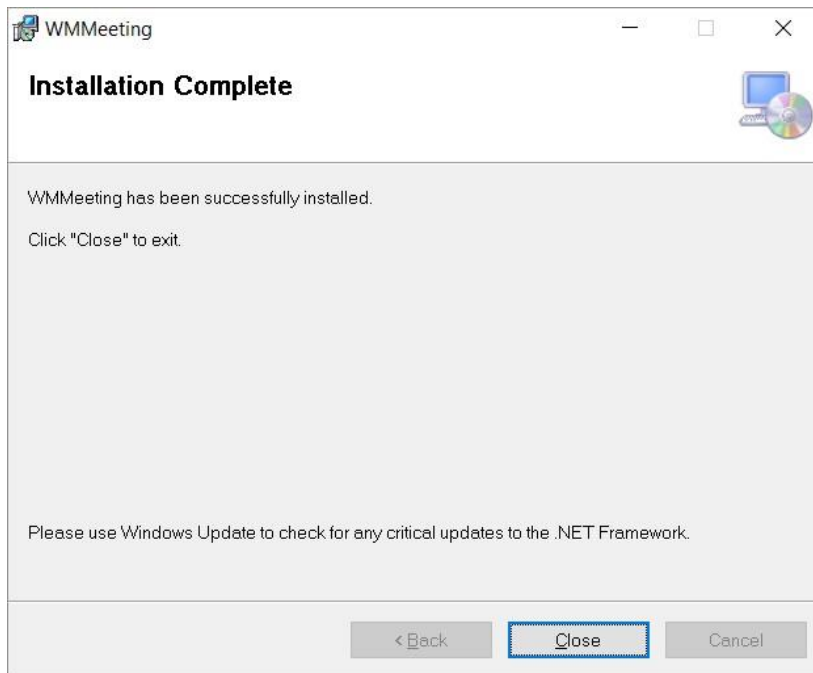 WMMeeting
Installation Complete
WMMeeting has been successfully installed.
Click "Close" to exit.
Please use Windows Update to check for any critical updates to the .NET Framework.
< Back
Close
Cancel